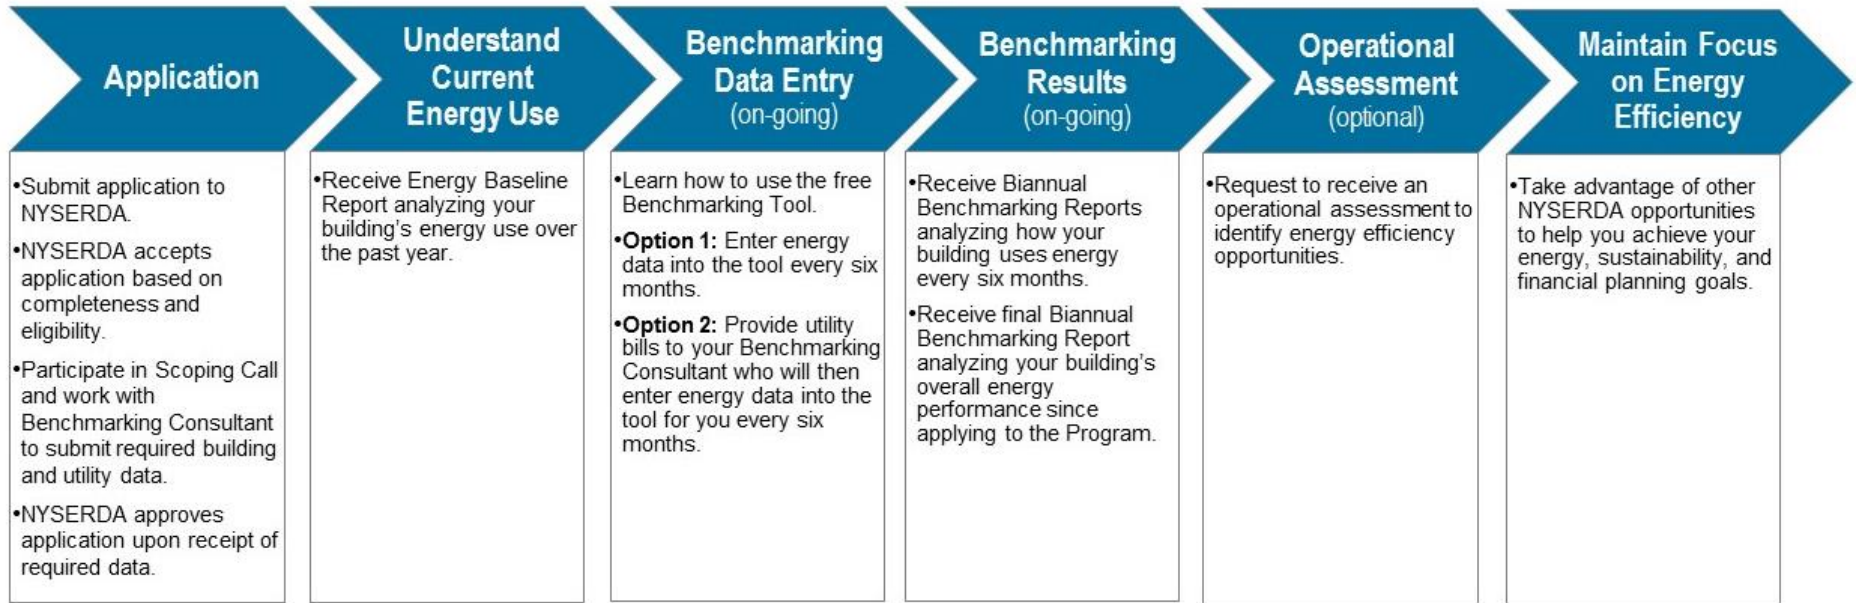 Application
•Submit application to
NYSERDA.
•NYSERDA accepts
application based on
completeness and
eligibility.
•Participate in Scoping Call
and work with
Benchmarking Consultant
to submit required building
and utility data.
•NYSERDA approves
application upon receipt of
required data.
Understand
Current
Energy Use
•Receive Energy Baseline
Report analyzing your
building's energy use over
the past year.
Benchmarking
Data Entry
(on-going)
•Learn how to use the free
Benchmarking Tool.
•Option 1: Enter energy
data into the tool every six
months.
•Option 2: Provide utility
bills to your Benchmarking
Consultant who will then
enter energy data into the
tool for you every six
months.
Benchmarking
Results
(on-going)
•Receive Biannual
Benchmarking Reports
analyzing how your
building uses energy
every six months.
•Receive final Biannual
Benchmarking Report
analyzing your building's
overall energy
performance since
applying to the Program.
Operational
Assessment
(optional)
•Request to receive an
operational assessment to
identify energy efficiency
opportunities.
Maintain Focus
on Energy
Efficiency
•Take advantage of other
NYSERDA opportunities
to help you achieve your
energy, sustainability, and
financial planning goals.